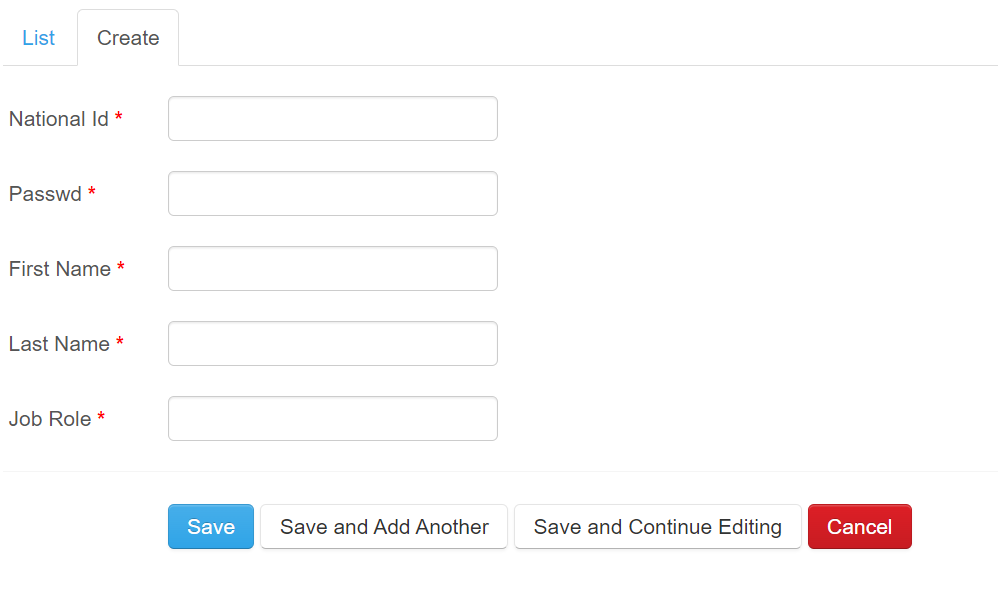 List Create
National Id *
Passwd *
First Name *
Last Name *
Job Role *
Save Save and Add Another Save and Continue Editing Cancel